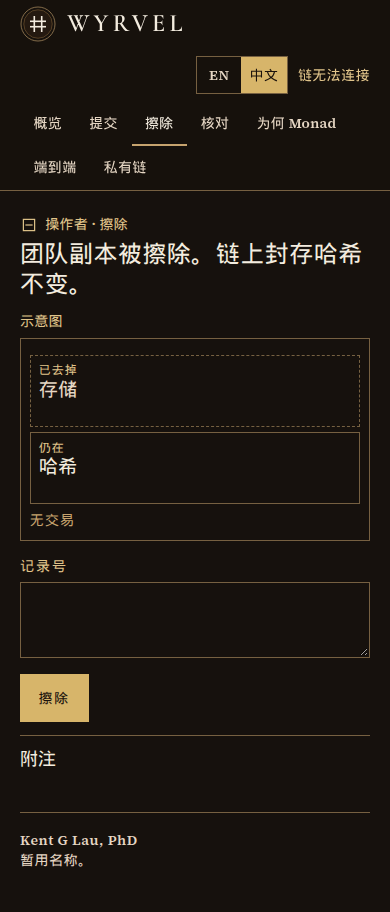 WYRVEL
EN 中文 链无法连接
概览 提交 擦除 核对 为何 Monad
端到端 私有链
操作者 · 擦除
团队副本被擦除。链上封存哈希
不变。
示意图
已去掉
存储
仍在
哈希
无交易
记录号
擦除
附注
Kent G Lau, PhD
暂用名称。